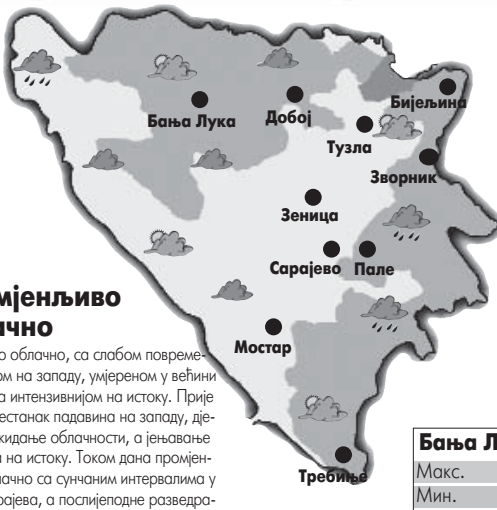 Бања Лука
Добој
Бијељина
Тузла
Зворник
Зеница
Сарајево
Пале
Мостар
Требиње
мјенљиво
ачно
о облачно, са слабом повреме-
ом на западу, умјереном у већини
а интензивнијом на истоку. Прије
естанак падавина на западу, дје-
кидање облачности, а јењавање
а на истоку. Током дана промјен-
лачно са сунчаним интервалима у
рајева, а послијеподне разведра-
Бања Л
Макс.
Мин.